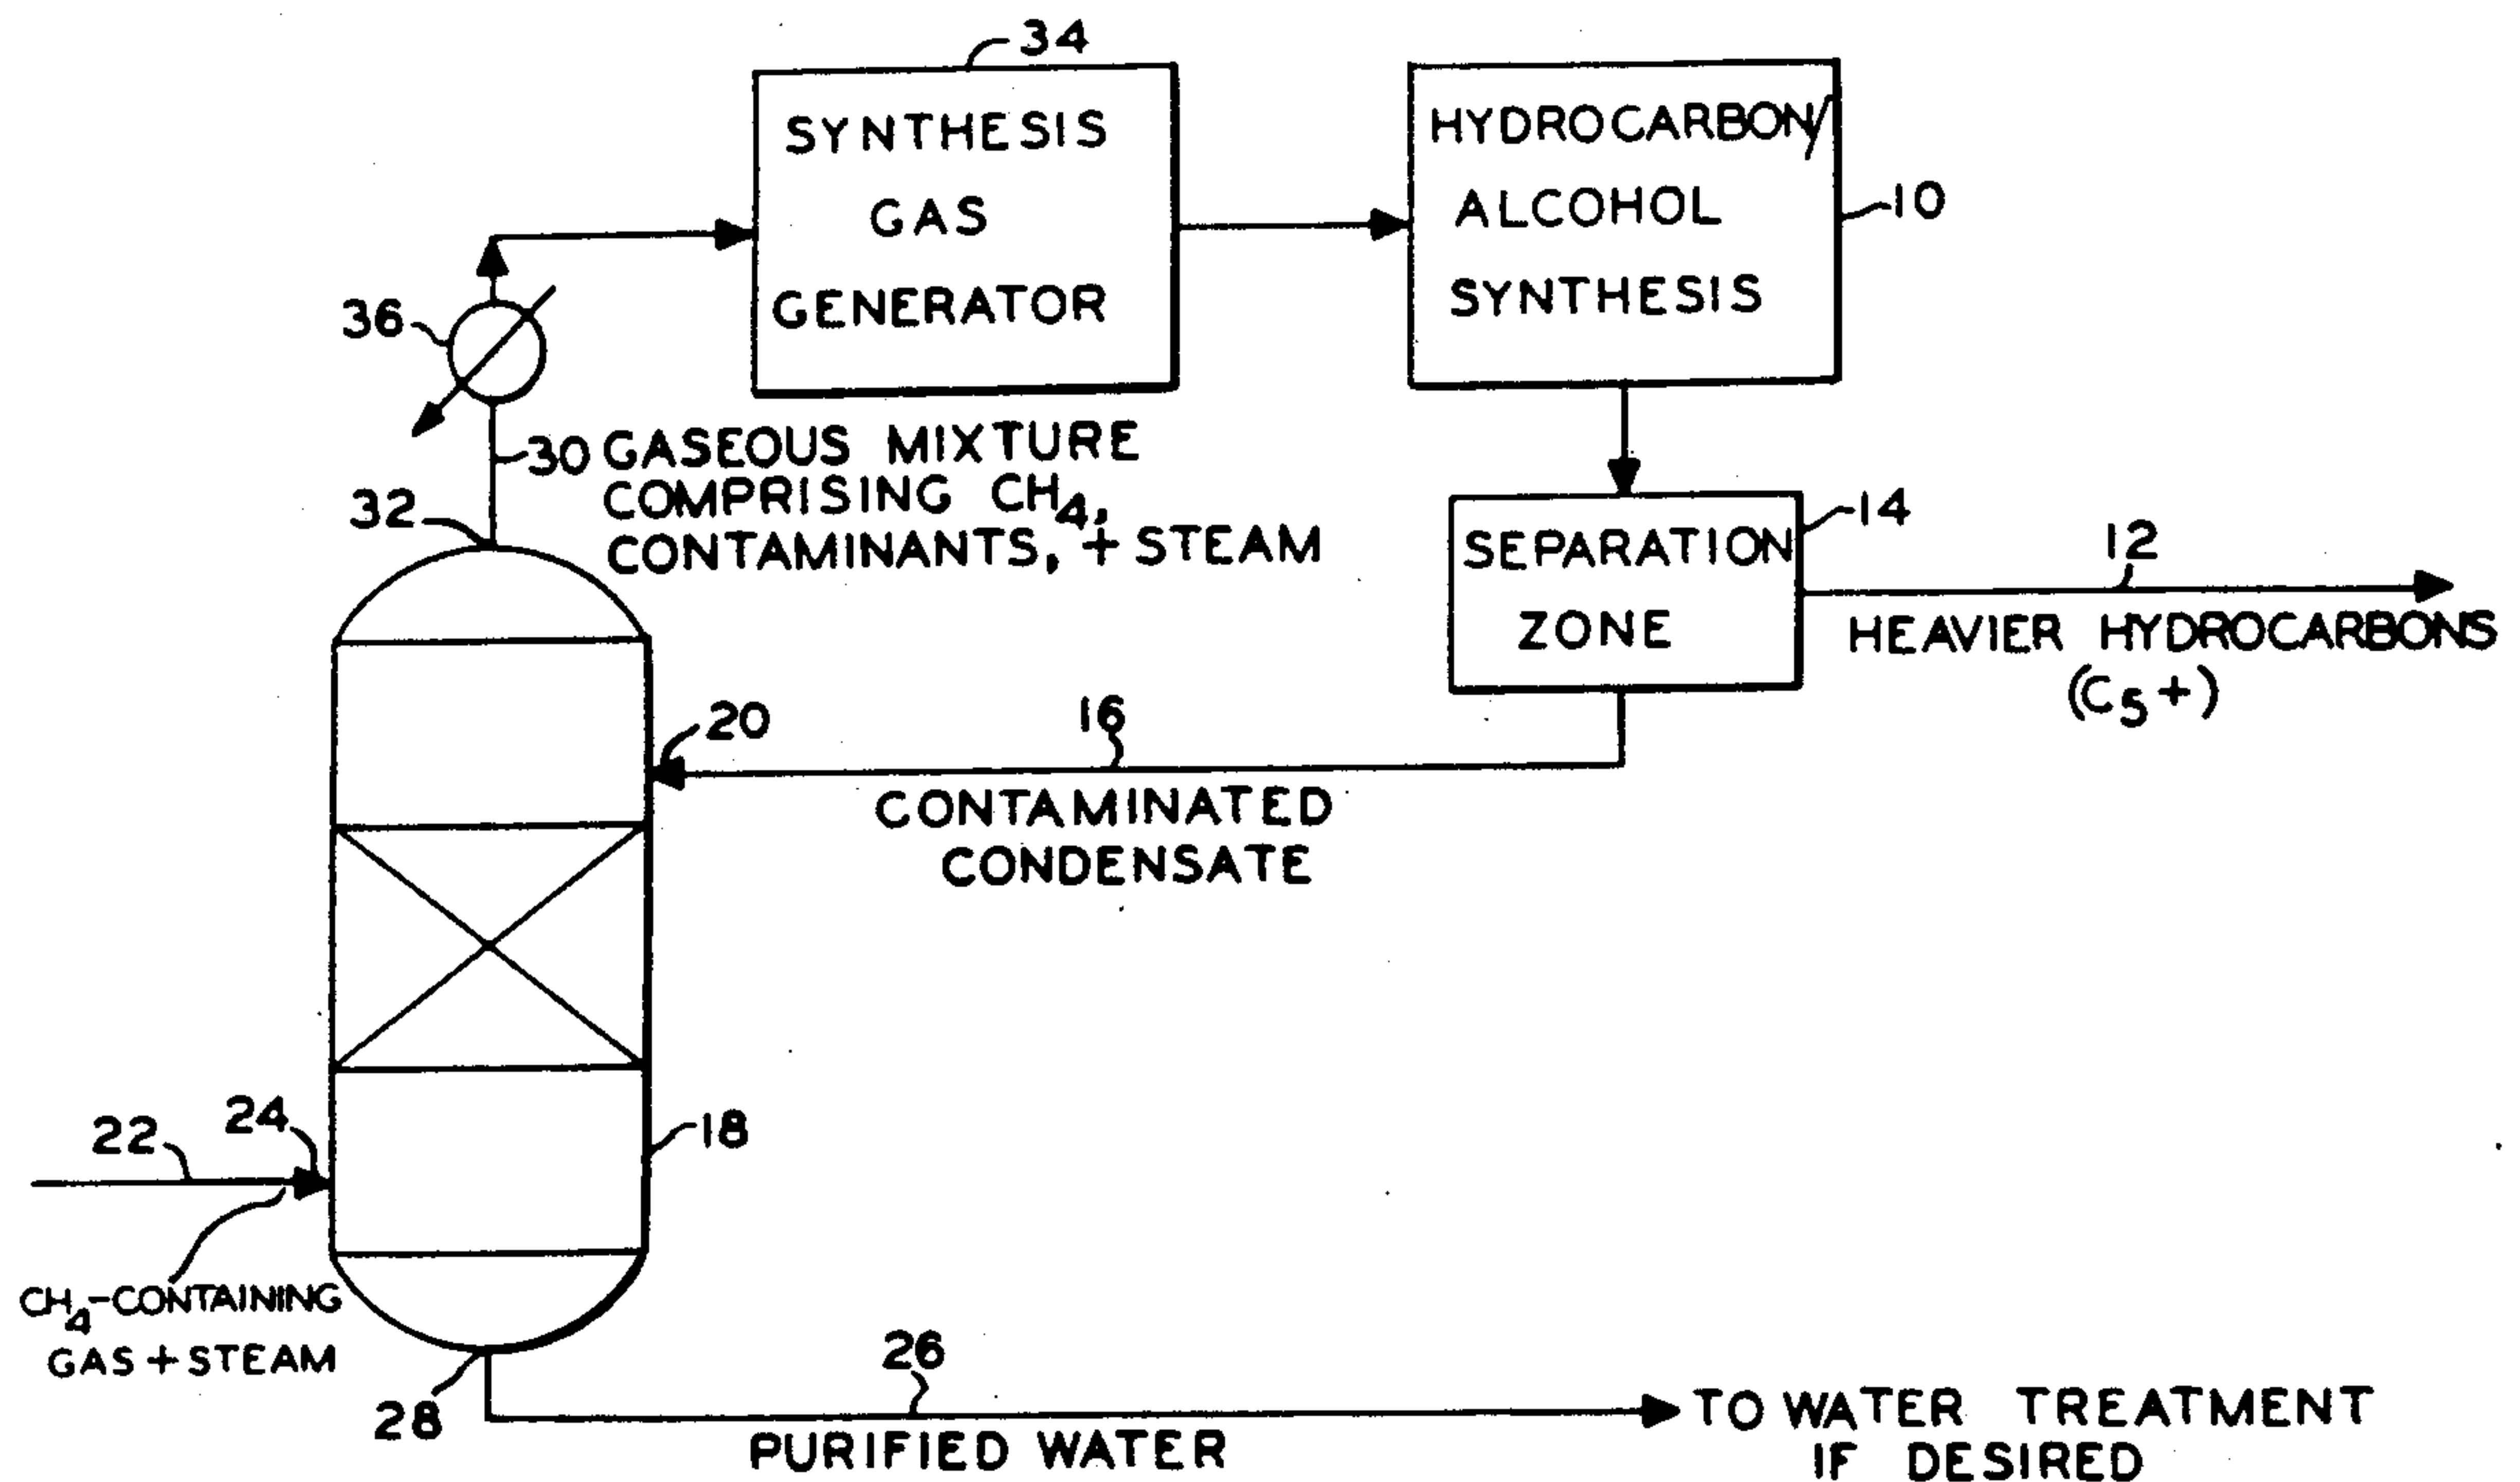 34
SYNTHESIS
GAS
GENERATOR
HYDROCARBON/
ALCOHOL
SYNTHESIS
10
36
30 GASEOUS MIXTURE
COMPRISING CH4,
CONTAMINANTS, + STEAM
32
SEPARATION
ZONE
14
12
HEAVIER HYDROCARBONS
(C5+)
20
16
CONTAMINATED
CONDENSATE
22
24
18
CH4-CONTAINING
GAS + STEAM
28
26
PURIFIED WATER
TO WATER TREATMENT
IF DESIRED